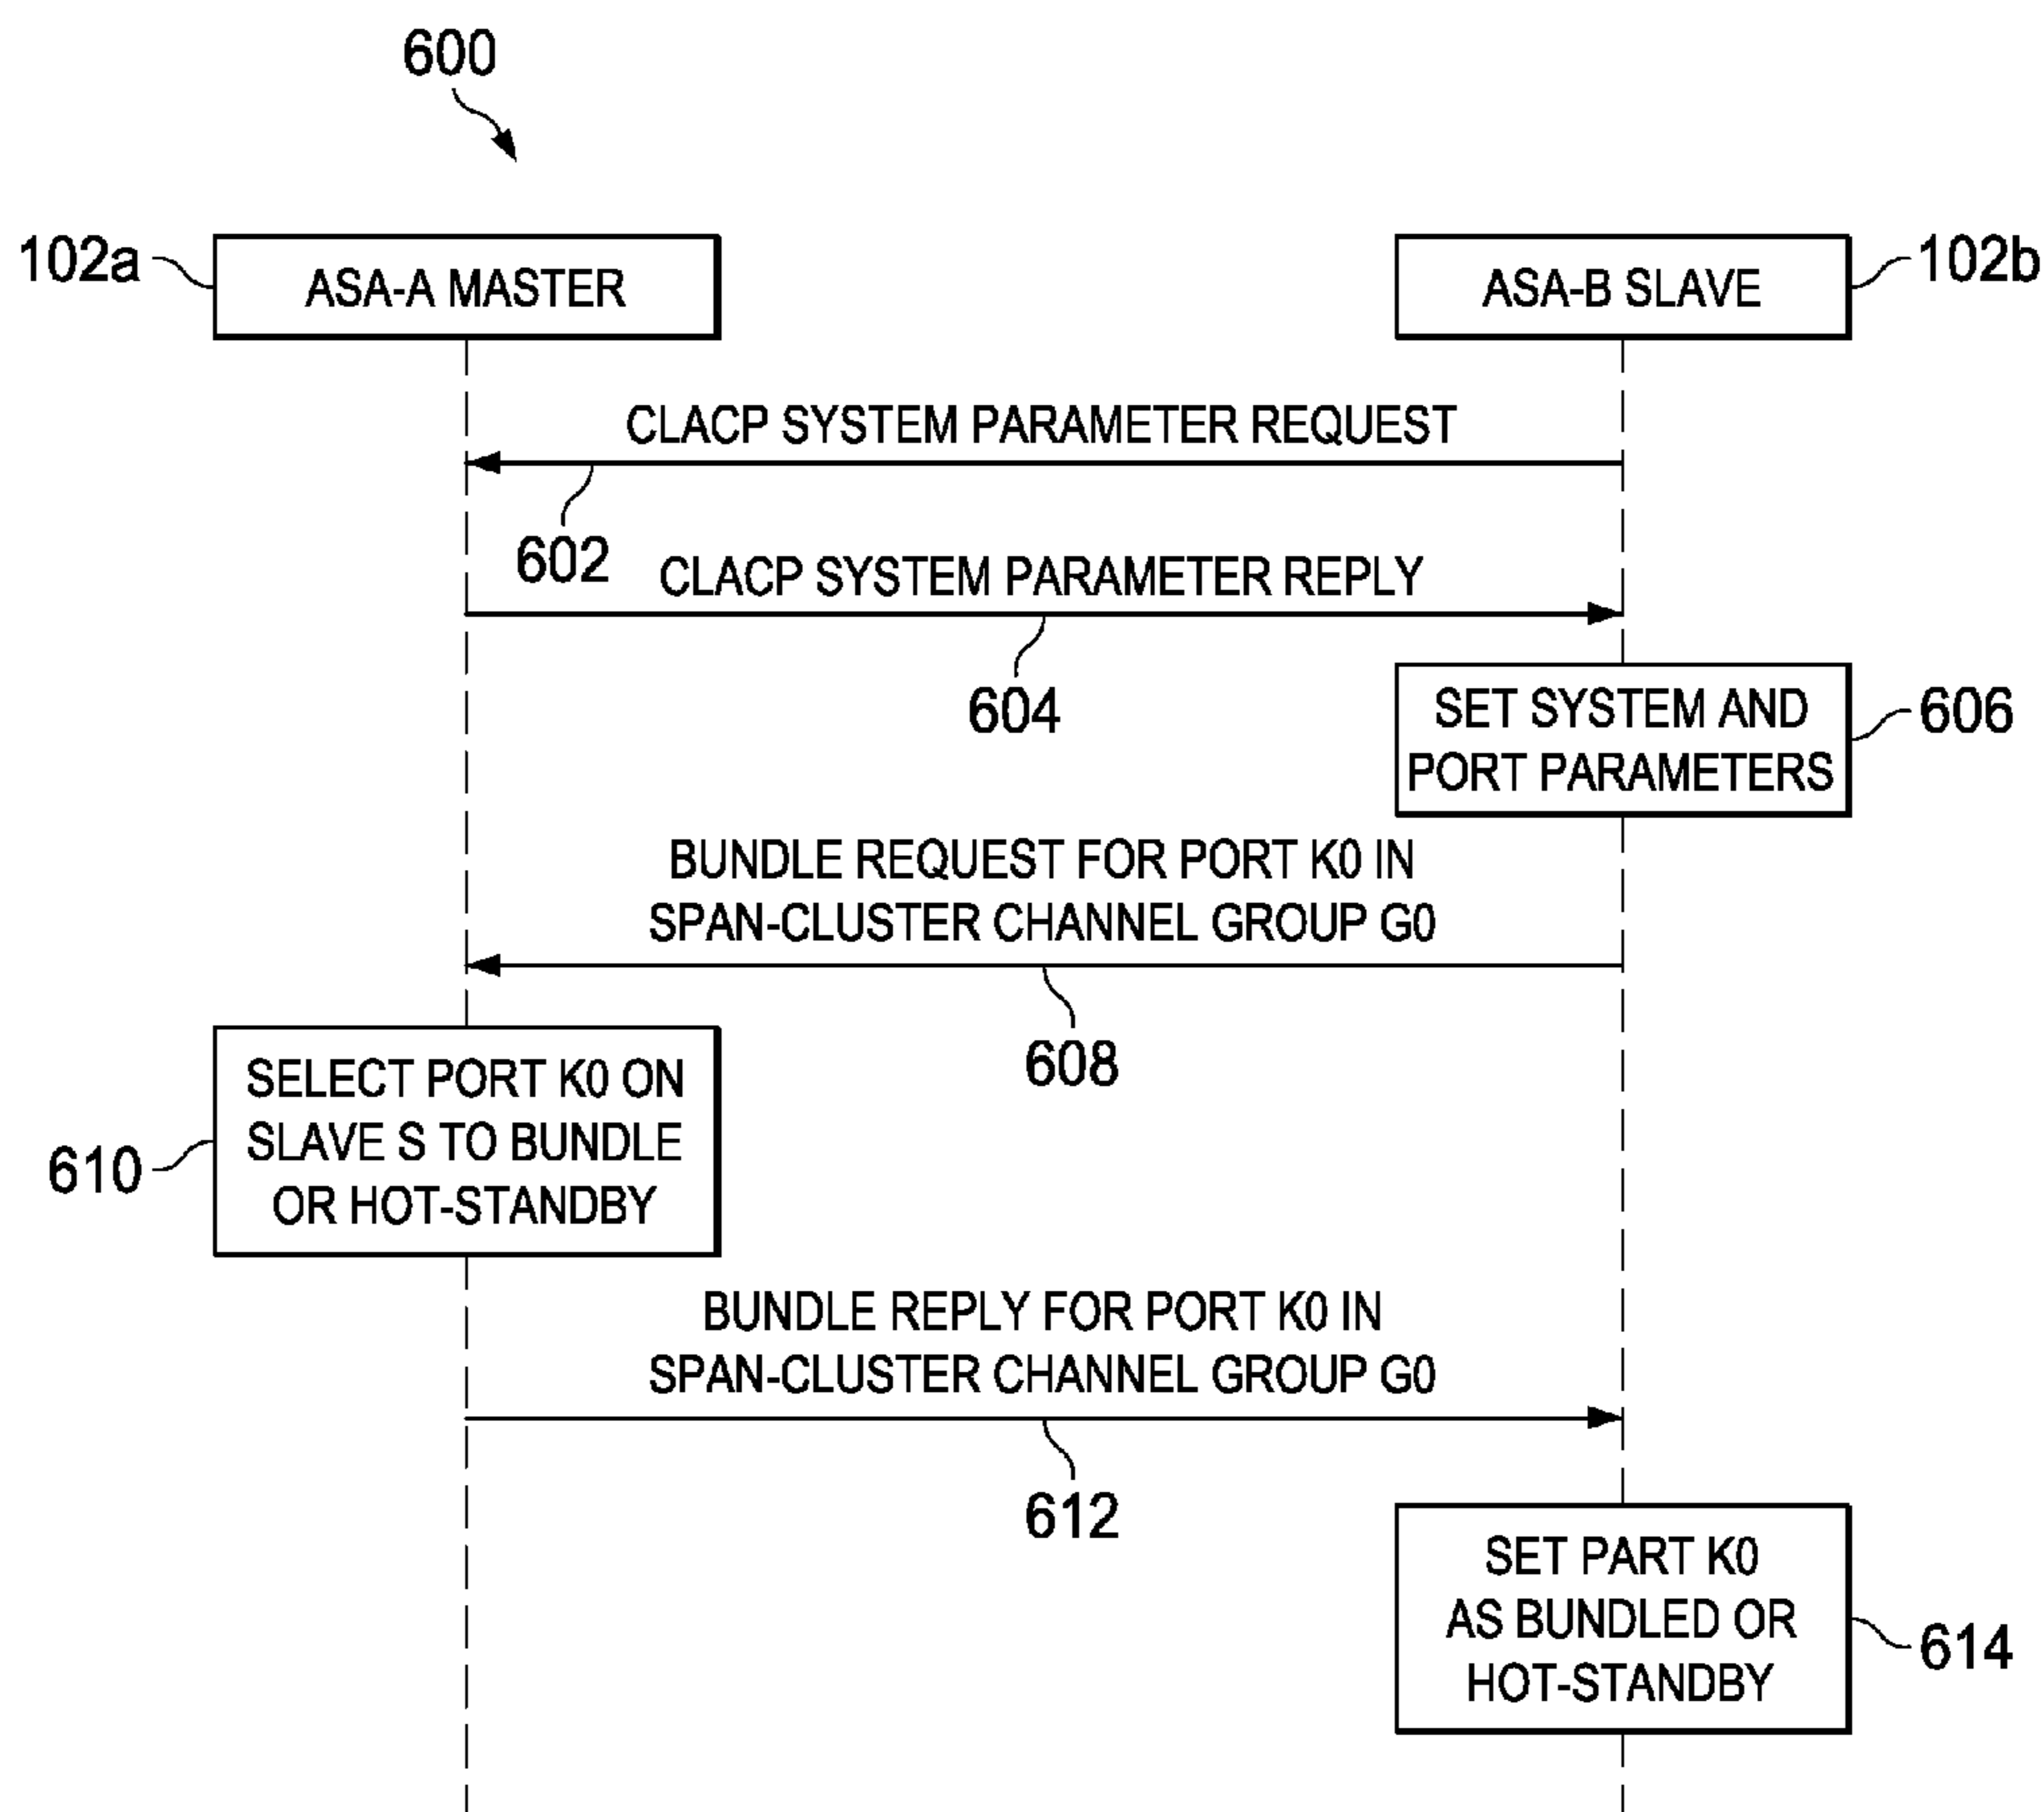 600
102a
ASA-A MASTER
ASA-B SLAVE
102b
CLACP SYSTEM PARAMETER REQUEST
602
CLACP SYSTEM PARAMETER REPLY
604
SET SYSTEM AND
PORT PARAMETERS
606
BUNDLE REQUEST FOR PORT K0 IN
SPAN-CLUSTER CHANNEL GROUP G0
608
SELECT PORT K0 ON
SLAVE S TO BUNDLE
OR HOT-STANDBY
610
BUNDLE REPLY FOR PORT K0 IN
SPAN-CLUSTER CHANNEL GROUP G0
612
SET PART K0
AS BUNDLED OR
HOT-STANDBY
614